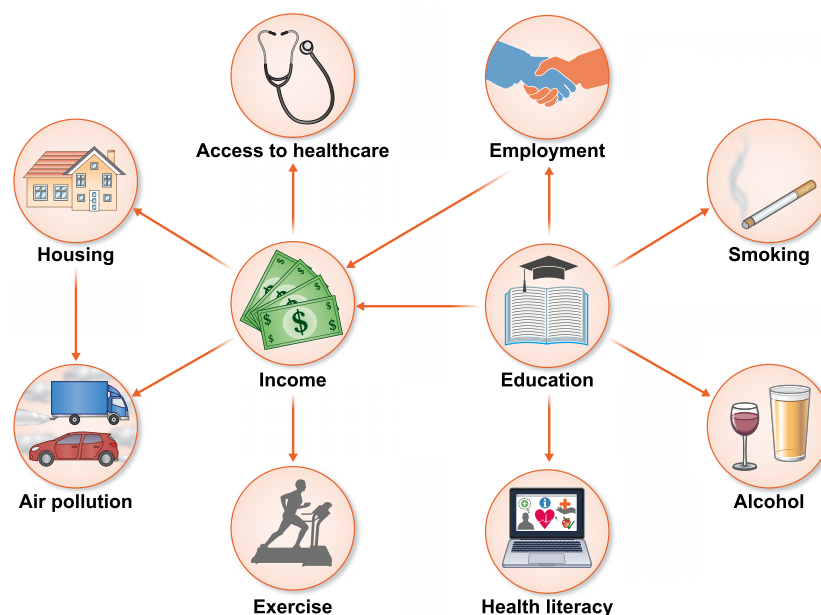 Access to healthcare
Employment
Housing
Smoking
Income
Education
Air pollution
Alcohol
Exercise
Health literacy